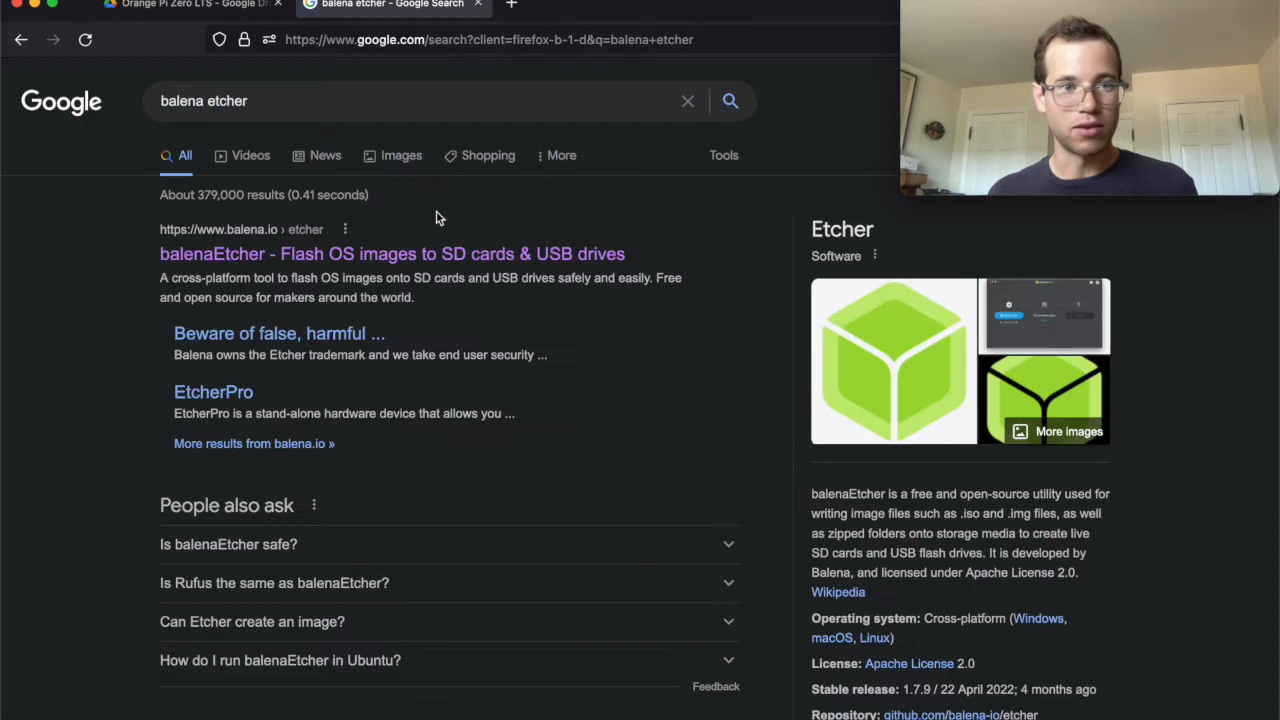 Orange Pi Zero LTS - Google Dri
balena etcher - Google Search
https://www.google.com/search?client=firefox-b-1-d&q=balena+etcher
Google
balena etcher
All
Videos
News
Images
Shopping
More
Tools
About 379,000 results (0.41 seconds)
https://www.balena.io › etcher
balenaEtcher - Flash OS images to SD cards & USB drives
A cross-platform tool to flash OS images onto SD cards and USB drives safely and easily. Free
and open source for makers around the world.
Beware of false, harmful ...
Balena owns the Etcher trademark and we take end user security ...
EtcherPro
EtcherPro is a stand-alone hardware device that allows you ...
More results from balena.io »
People also ask
Is balenaEtcher safe?
Is Rufus the same as balenaEtcher?
Can Etcher create an image?
How do I run balenaEtcher in Ubuntu?
Feedback
Etcher
Software
More images
balenaEtcher is a free and open-source utility used for
writing image files such as .iso and .img files, as well
as zipped folders onto storage media to create live
SD cards and USB flash drives. It is developed by
Balena, and licensed under Apache License 2.0.
Wikipedia
Operating system: Cross-platform (Windows,
macOS, Linux)
License: Apache License 2.0
Stable release: 1.7.9 / 22 April 2022; 4 months ago
Repository: github.com/balena-io/etcher